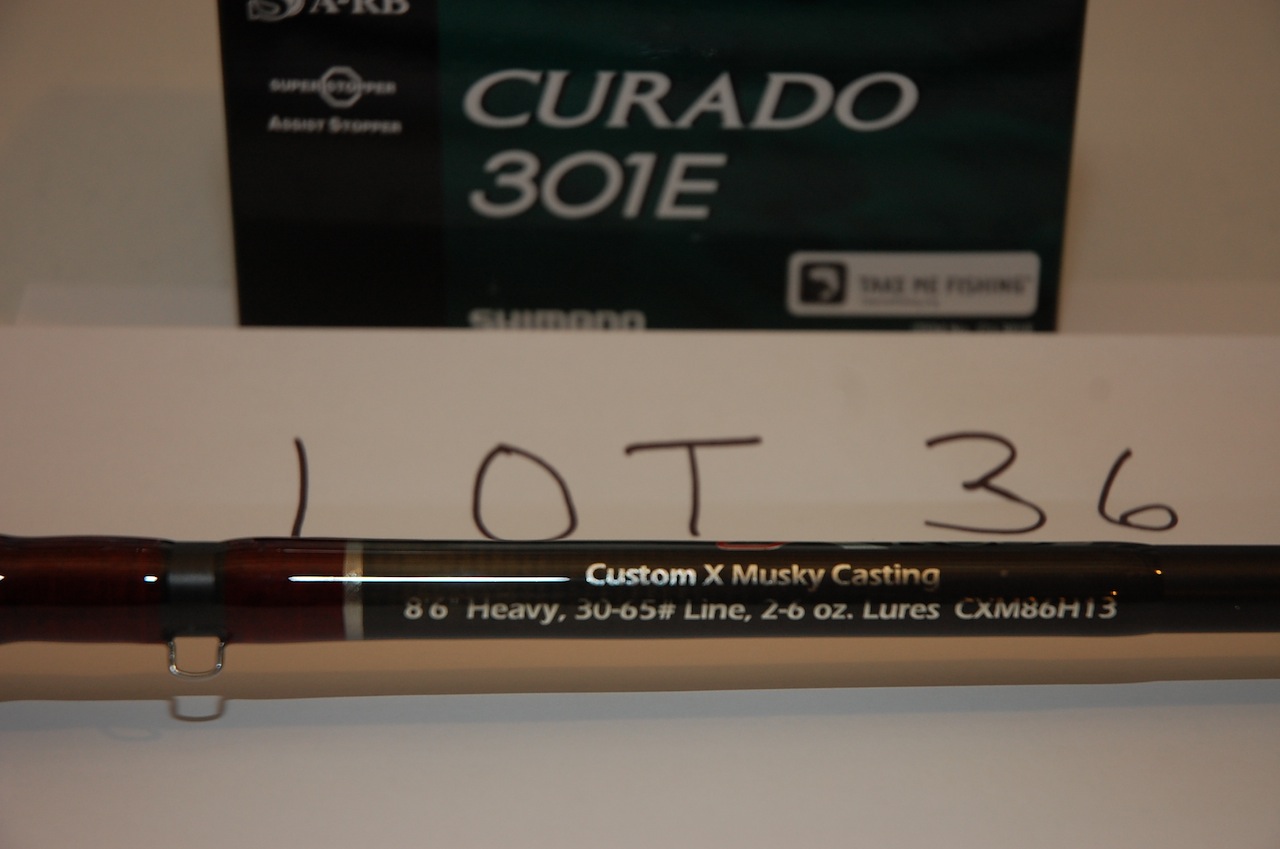 A-RB
SUPER STOPPER
ASSIST STOPPER
CURADO
301E
TAKE ME FISHING™
SHIMANO
LOT 36
Custom X Musky Casting
8'6" Heavy, 30-65# Line, 2-6 oz. Lures CXM86H13